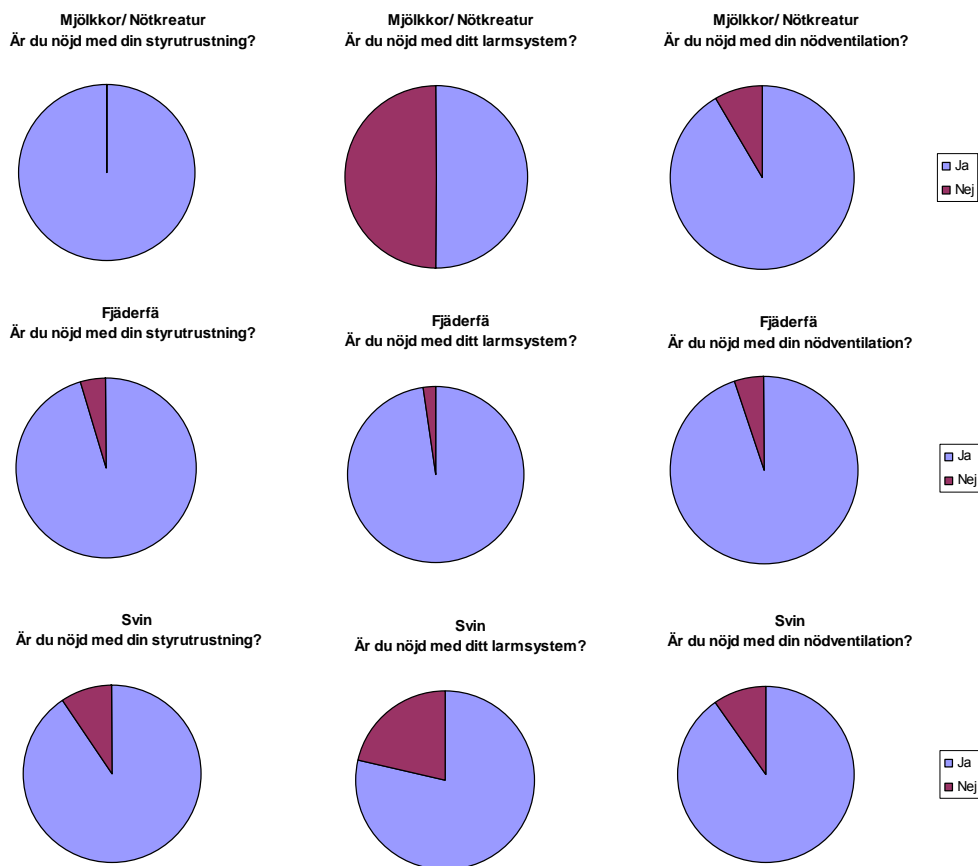 Mjölkkor/ Nötkreatur
Är du nöjd med din styrutrustning?
Mjölkkor/ Nötkreatur
Är du nöjd med ditt larmsystem?
Mjölkkor/ Nötkreatur
Är du nöjd med din nödventilation?
Ja
Nej
Fjäderfä
Är du nöjd med din styrutrustning?
Fjäderfä
Är du nöjd med ditt larmsystem?
Fjäderfä
Är du nöjd med din nödventilation?
Ja
Nej
Svin
Är du nöjd med din styrutrustning?
Svin
Är du nöjd med ditt larmsystem?
Svin
Är du nöjd med din nödventilation?
Ja
Nej